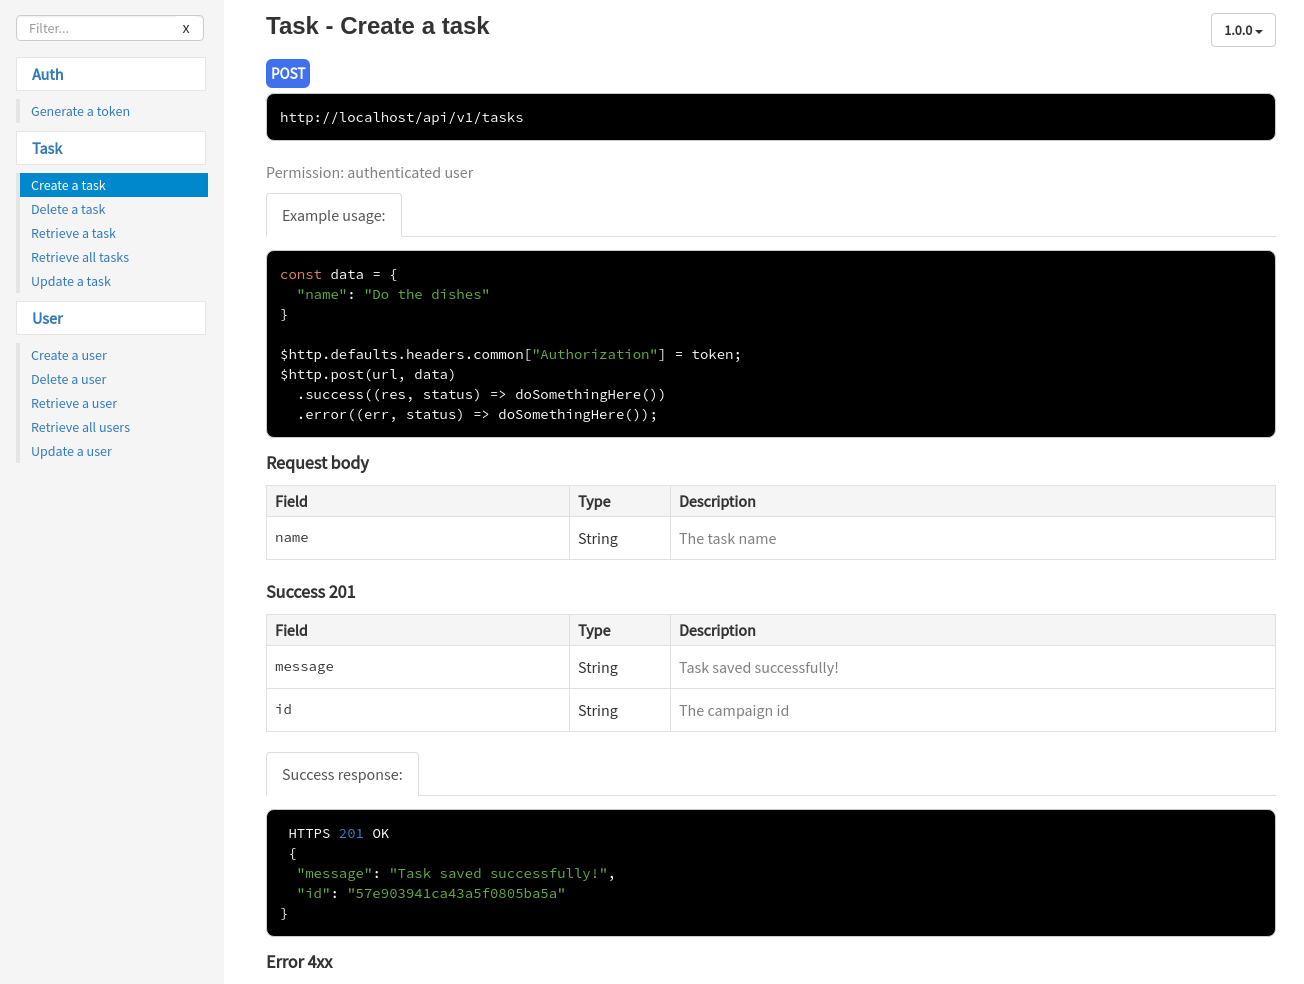 Filter...
x
Auth
Generate a token
Task
Create a task
Delete a task
Retrieve a task
Retrieve all tasks
Update a task
User
Create a user
Delete a user
Retrieve a user
Retrieve all users
Update a user
Task - Create a task
1.0.0
POST
http://localhost/api/v1/tasks
Permission: authenticated user
Example usage:
const data = {
  "name": "Do the dishes"
}
$http.defaults.headers.common["Authorization"] = token;
$http.post(url, data)
  .success((res, status) => doSomethingHere())
  .error((err, status) => doSomethingHere());
Request body
Field Type Description
name String The task name
Success 201
Field Type Description
message String Task saved successfully!
id String The campaign id
Success response:
 HTTPS 201 OK
 {
  "message": "Task saved successfully!",
  "id": "57e903941ca43a5f0805ba5a"
}
Error 4xx